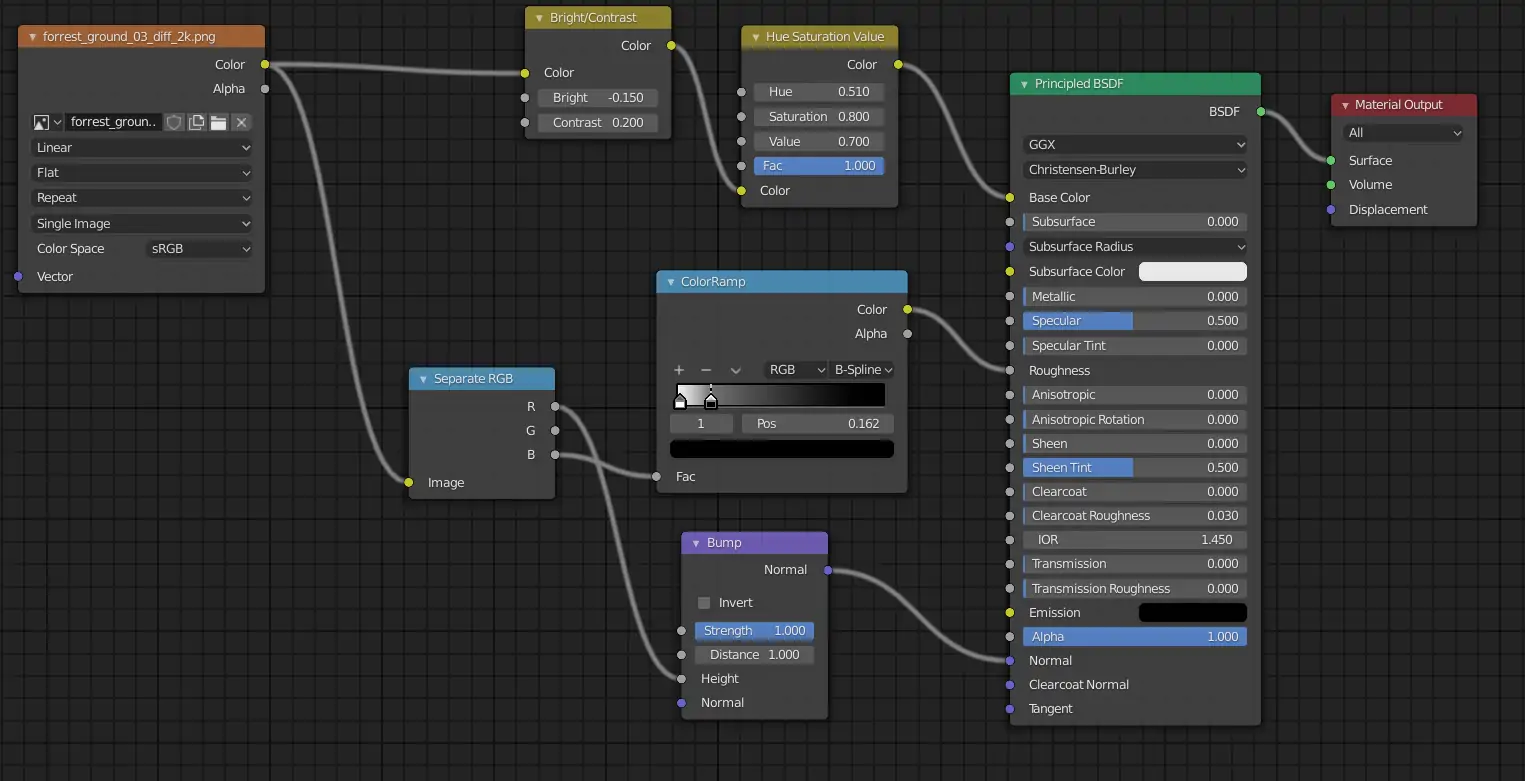 forrest_ground_03_diff_2k.png
Color
Alpha
forrest_groun..
Linear
Flat
Repeat
Single Image
Color Space sRGB
Vector
Bright/Contrast
Color
Color
Bright -0.150
Contrast 0.200
Hue Saturation Value
Color
Hue 0.510
Saturation 0.800
Value 0.700
Fac 1.000
Color
Separate RGB
R
G
B
Image
ColorRamp
Color
Alpha
+ − RGB B-Spline
1 Pos 0.162
Fac
Bump
Normal
Invert
Strength 1.000
Distance 1.000
Height
Normal
Principled BSDF
BSDF
GGX
Christensen-Burley
Base Color
Subsurface 0.000
Subsurface Radius
Subsurface Color
Metallic 0.000
Specular 0.500
Specular Tint 0.000
Roughness
Anisotropic 0.000
Anisotropic Rotation 0.000
Sheen 0.000
Sheen Tint 0.500
Clearcoat 0.000
Clearcoat Roughness 0.030
IOR 1.450
Transmission 0.000
Transmission Roughness 0.000
Emission
Alpha 1.000
Normal
Clearcoat Normal
Tangent
Material Output
All
Surface
Volume
Displacement